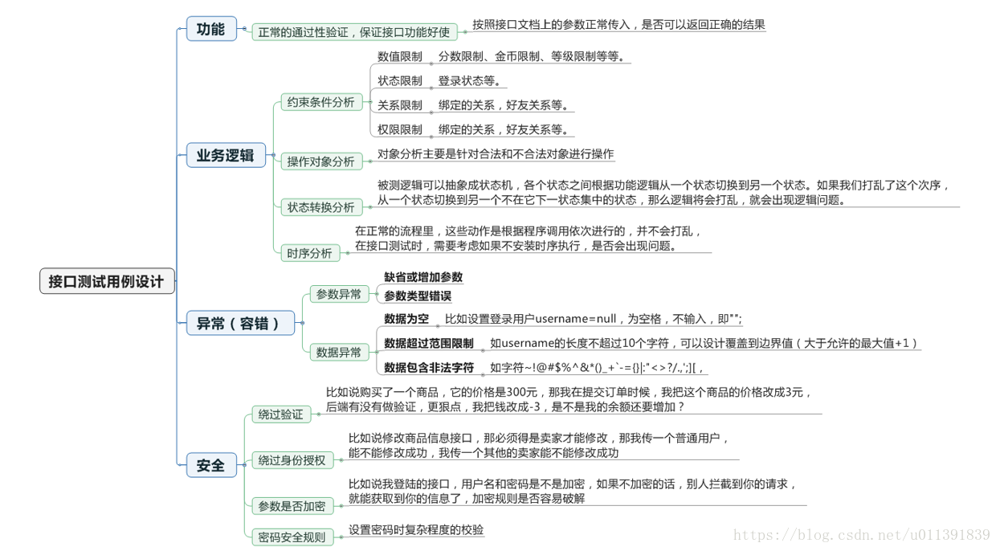 功能
正常的通过性验证，保证接口功能好使
按照接口文档上的参数正常传入，是否可以返回正确的结果
数值限制
分数限制、金币限制、等级限制等等。
状态限制
登录状态等。
约束条件分析
关系限制
绑定的关系，好友关系等。
权限限制
绑定的关系，好友关系等。
业务逻辑
操作对象分析
对象分析主要是针对合法和不合法对象进行操作
状态转换分析
被测逻辑可以抽象成状态机，各个状态之间根据功能逻辑从一个状态切换到另一个状态。如果我们打乱了这个次序，
从一个状态切换到另一个不在它下一状态集中的状态，那么逻辑将会打乱，就会出现逻辑问题。
时序分析
在正常的流程里，这些动作是根据程序调用依次进行的，并不会打乱，
在接口测试时，需要考虑如果不安装时序执行，是否会出现问题。
接口测试用例设计
参数异常
缺省或增加参数
参数类型错误
异常（容错）
数据异常
数据为空
比如设置登录用户username=null，为空格，不输入，即"";
数据超过范围限制
如username的长度不超过10个字符，可以设计覆盖到边界值（大于允许的最大值+1）
数据包含非法字符
如字符~!@#$%^&*()_+`-={}|:"<>?/.,';][，
绕过验证
比如说购买了一个商品，它的价格是300元，那我在提交订单时候，我把这个商品的价格改成3元，
后端有没有做验证，更狠点，我把钱改成-3，是不是我的余额还要增加？
安全
绕过身份授权
比如说修改商品信息接口，那必须得是卖家才能修改，那我传一个普通用户，
能不能修改成功，我传一个其他的卖家能不能修改成功
参数是否加密
比如说我登陆的接口，用户名和密码是不是加密，如果不加密的话，别人拦截到你的请求，
就能获取到你的信息了，加密规则是否容易破解
密码安全规则
设置密码时复杂程度的校验
https://blog.csdn.net/u011391839